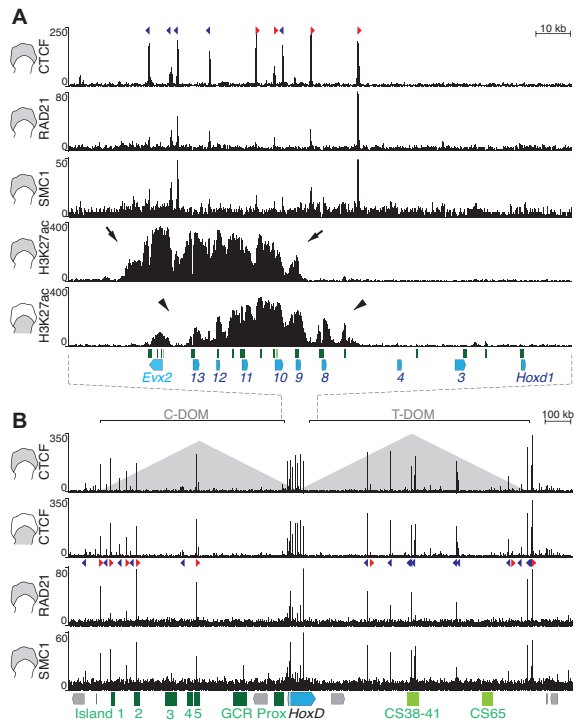 A
10 kb
250
CTCF
0
80
RAD21
0
50
SMC1
0
400
H3K27ac
0
400
H3K27ac
0
Evx2 13 12 11 10 9 8 4 3 Hoxd1
B
C-DOM T-DOM 100 kb
350
CTCF
0
350
CTCF
0
80
RAD21
0
60
SMC1
0
Island 1 2 3 4 5 GCR Prox HoxD CS38-41 CS65